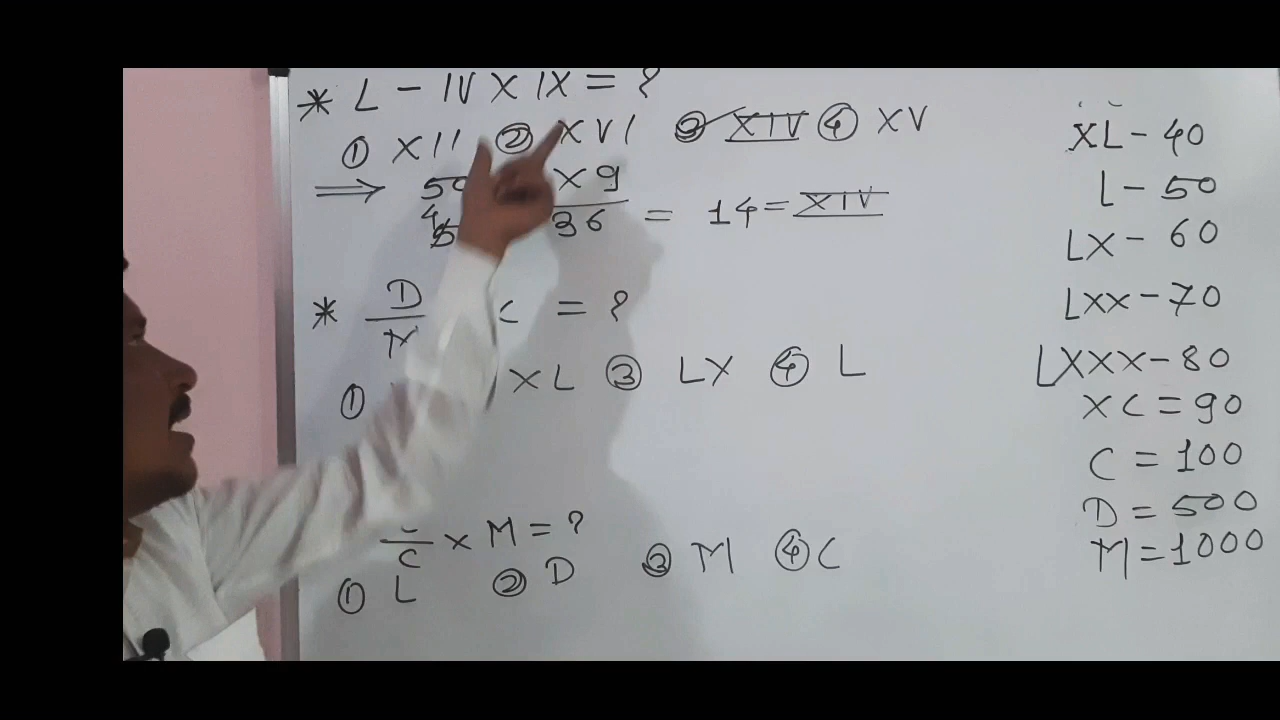 * L - IV X IX = ?
① XII ② XVI ③ XIV ④ XV
⇒ 50 × 9
36 = 14 = XIV
* D/M C = ?
① XL ③ LX ④ L
/C × M = ?
① L ② D ③ M ④ C
XL - 40
L - 50
LX - 60
LXX - 70
LXXX - 80
XC = 90
C = 100
D = 500
M = 1000